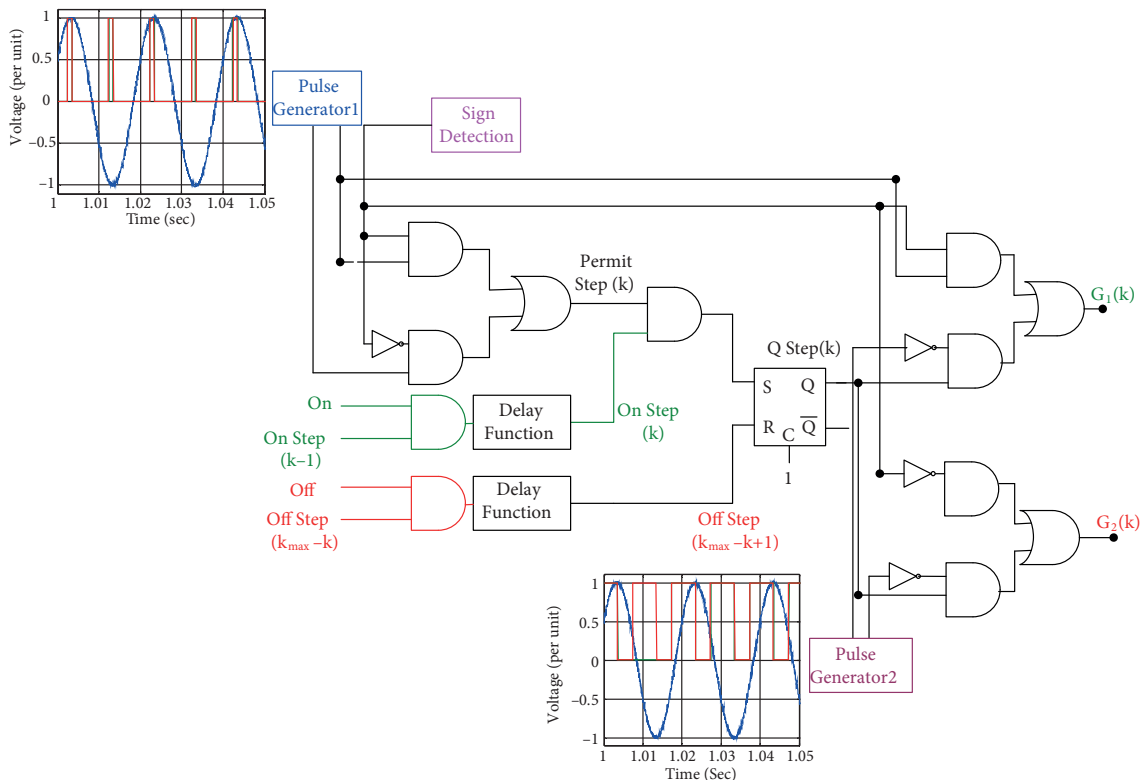 Voltage (per unit)
1
0.5
0
−0.5
−1
1 1.01 1.02 1.03 1.04 1.05
Time (sec)
Pulse
Generator1
Sign
Detection
Permit
Step (k)
G₁(k)
Q Step(k)
S Q
R C Q̅
1
On
On Step
(k–1)
Delay
Function
On Step
(k)
Off
Off Step
(kₘₐₓ –k)
Delay
Function
Off Step
(kₘₐₓ –k+1)
G₂(k)
Voltage (per unit)
1
0.5
0
−0.5
−1
1 1.01 1.02 1.03 1.04 1.05
Time (Sec)
Pulse
Generator2